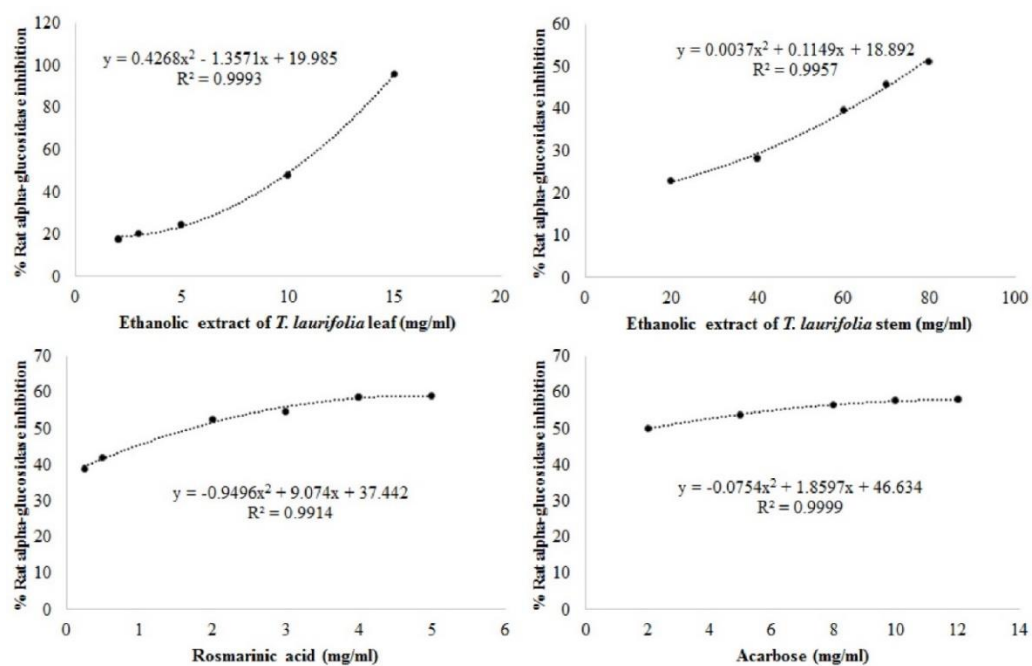 % Rat alpha-glucosidase inhibition
120
100
80
60
40
20
0
y = 0.4268x² - 1.3571x + 19.985
R² = 0.9993
0 5 10 15 20
Ethanolic extract of T. laurifolia leaf (mg/ml)
% Rat alpha-glucosidase inhibition
60
50
40
30
20
10
0
y = 0.0037x² + 0.1149x + 18.892
R² = 0.9957
0 20 40 60 80 100
Ethanolic extract of T. laurifolia stem (mg/ml)
% Rat alpha-glucosidase inhibition
70
60
50
40
30
20
10
0
y = -0.9496x² + 9.074x + 37.442
R² = 0.9914
0 1 2 3 4 5 6
Rosmarinic acid (mg/ml)
% Rat alpha-glucosidase inhibition
70
60
50
40
30
20
10
0
y = -0.0754x² + 1.8597x + 46.634
R² = 0.9999
0 2 4 6 8 10 12 14
Acarbose (mg/ml)